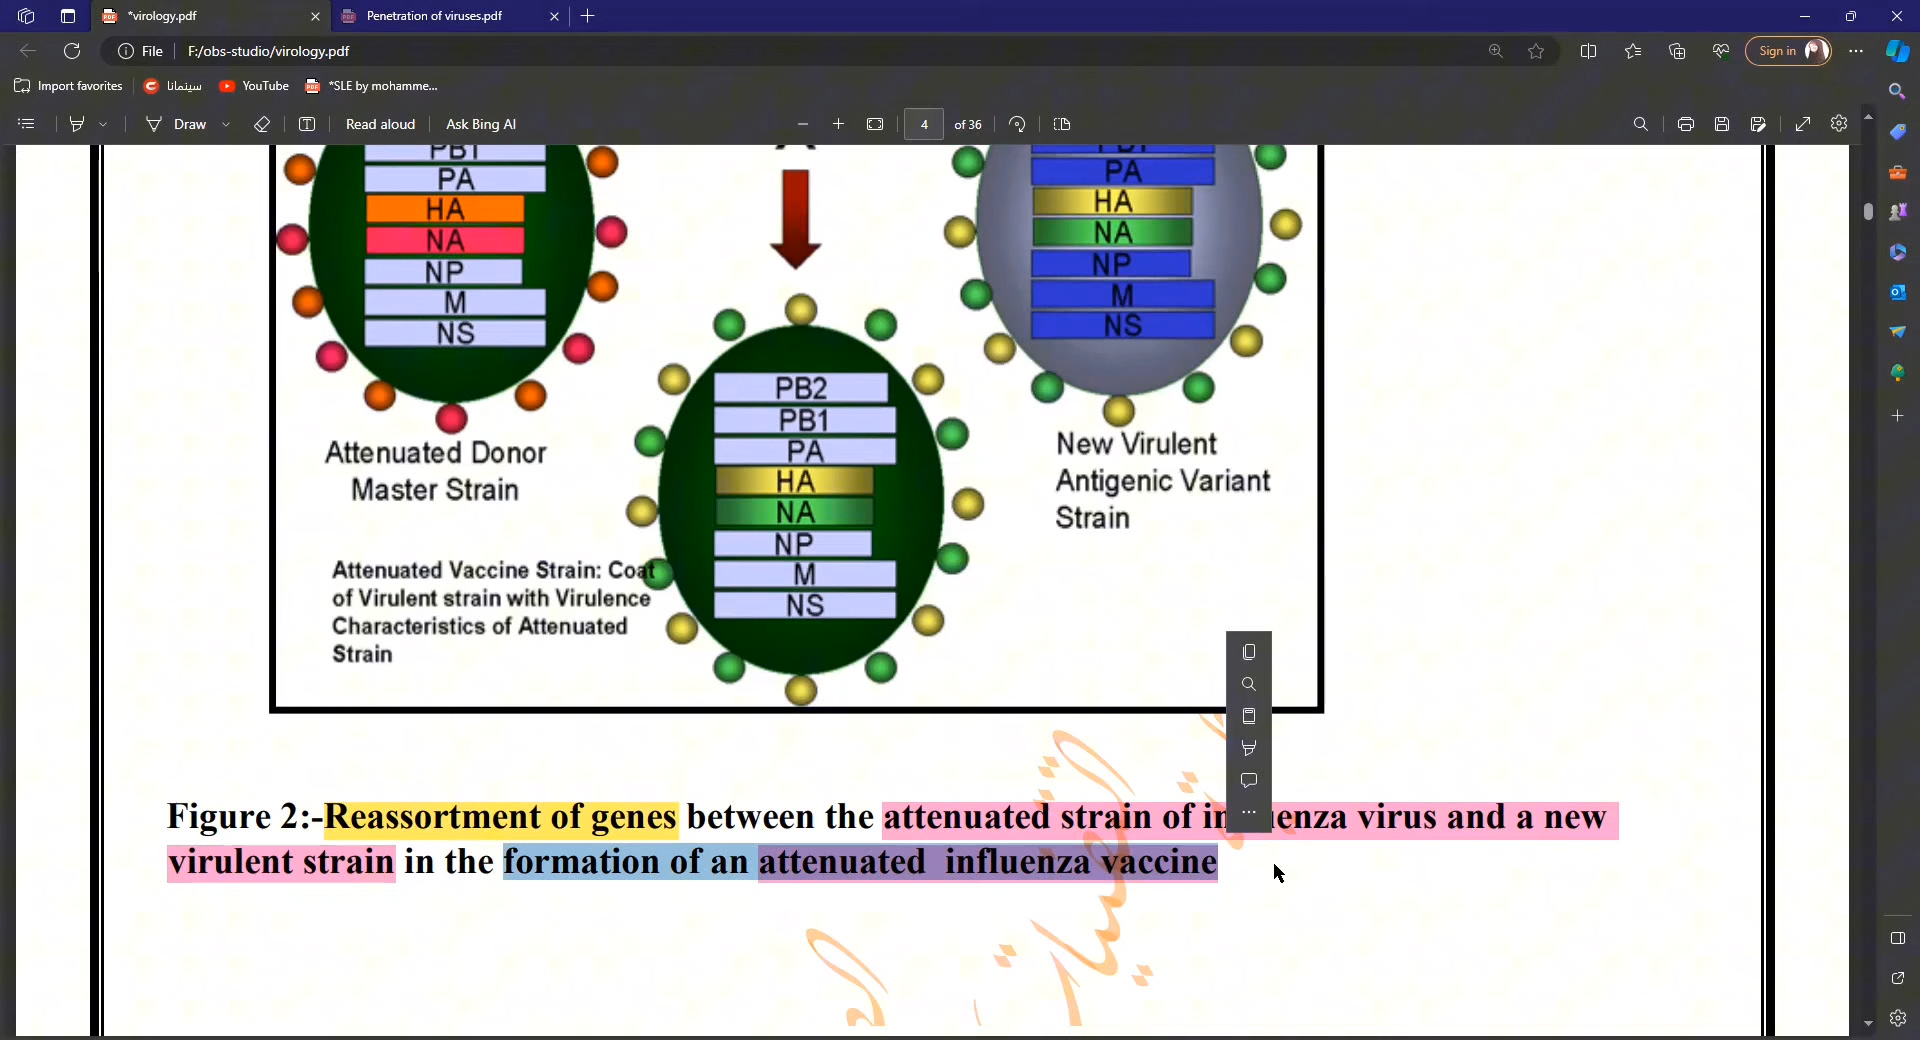 *virology.pdf
Penetration of viruses.pdf
File
F:/obs-studio/virology.pdf
Sign in
Import favorites
سينمانا
YouTube
*SLE by mohamme...
Draw
Read aloud
Ask Bing AI
4 of 36
PB1
PA
HA
NA
NP
M
NS
Attenuated Donor
Master Strain
PA
HA
NA
NP
M
NS
New Virulent
Antigenic Variant
Strain
PB2
PB1
PA
HA
NA
NP
M
NS
Attenuated Vaccine Strain: Coat
of Virulent strain with Virulence
Characteristics of Attenuated
Strain
Figure 2:-Reassortment of genes between the attenuated strain of in enza virus and a new
virulent strain in the formation of an attenuated influenza vaccine